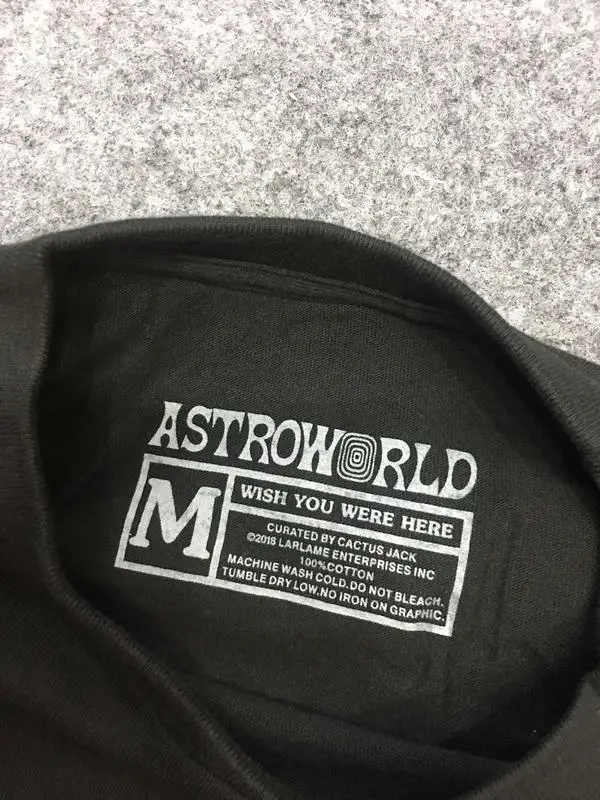 ASTROWORLD
M
WISH YOU WERE HERE
CURATED BY CACTUS JACK
©2018 LARLAME ENTERPRISES INC
100%COTTON
MACHINE WASH COLD.DO NOT BLEACH.
TUMBLE DRY LOW.NO IRON ON GRAPHIC.